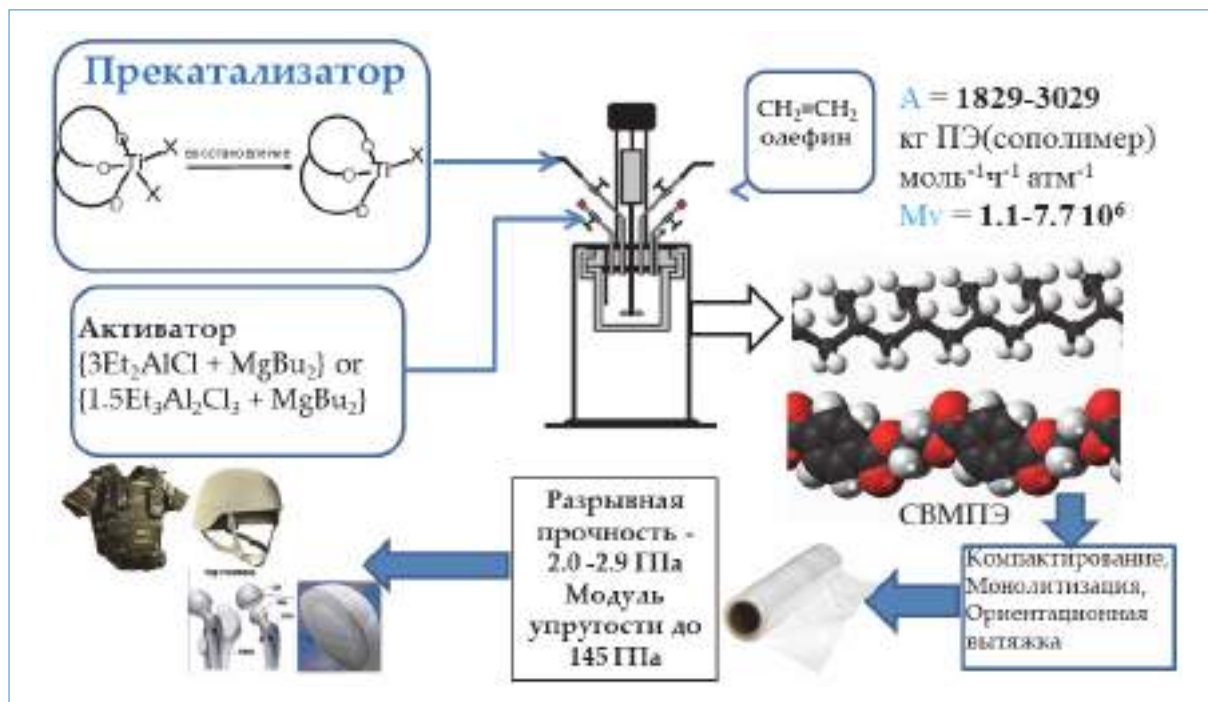 Прекатализатор
O
O
O
Ti
X
X
восстановление
O
O
O
Ti
X
Активатор
{3Et₂AlCl + MgBu₂} or
{1.5Et₃Al₂Cl₃ + MgBu₂}
CH₂=CH₂
олефин
A = 1829-3029
кг ПЭ(сополимер)
моль⁻¹ч⁻¹ атм⁻¹
Mv = 1.1-7.7 10⁶
СВМПЭ
Компактирование,
Монолитизация,
Ориентационная
вытяжка
Разрывная
прочность -
2.0 -2.9 ГПа
Модуль
упругости до
145 ГПа